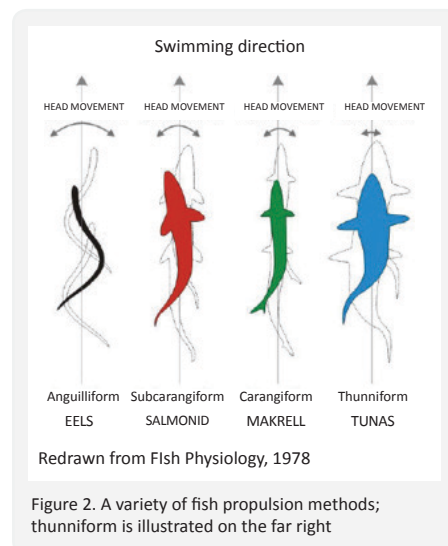 Swimming direction
HEAD MOVEMENT HEAD MOVEMENT HEAD MOVEMENT HEAD MOVEMENT
Anguilliform Subcarangiform Carangiform Thunniform
EELS SALMONID MAKRELL TUNAS
Redrawn from FIsh Physiology, 1978
Figure 2. A variety of fish propulsion methods;
thunniform is illustrated on the far right